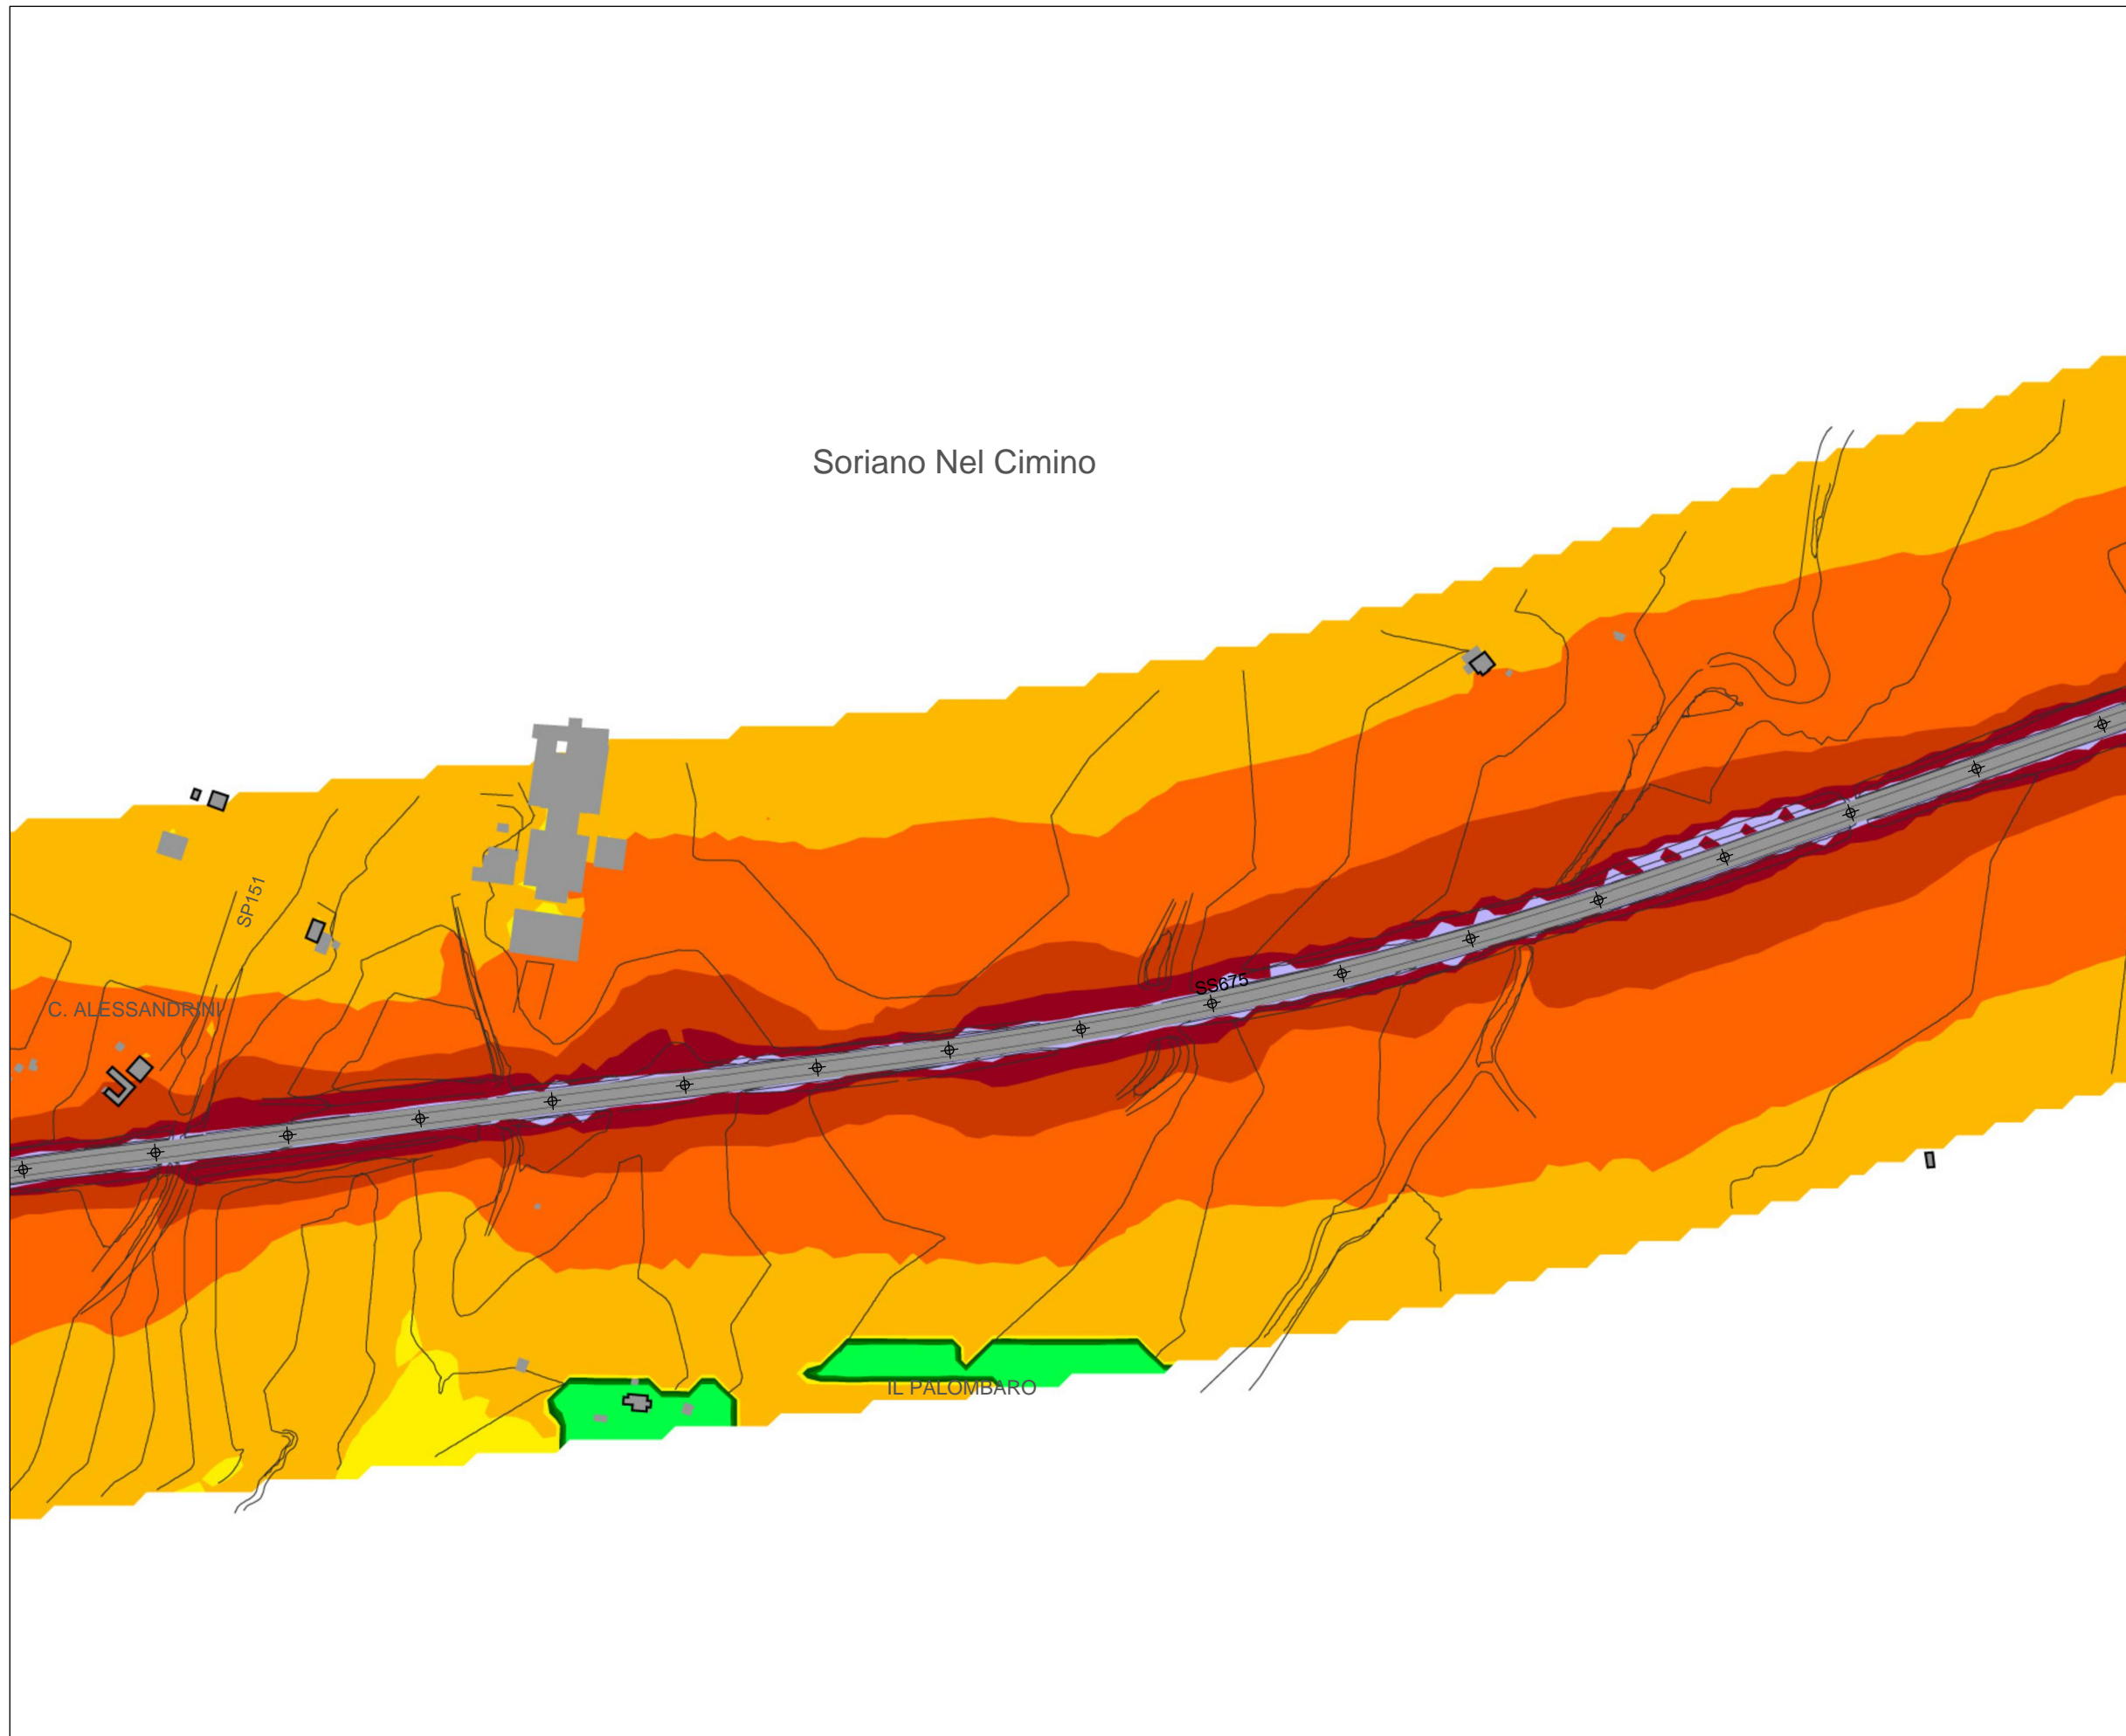 Soriano Nel Cimino
SP151
SS675
C. ALESSANDRINI
IL PALOMBARO